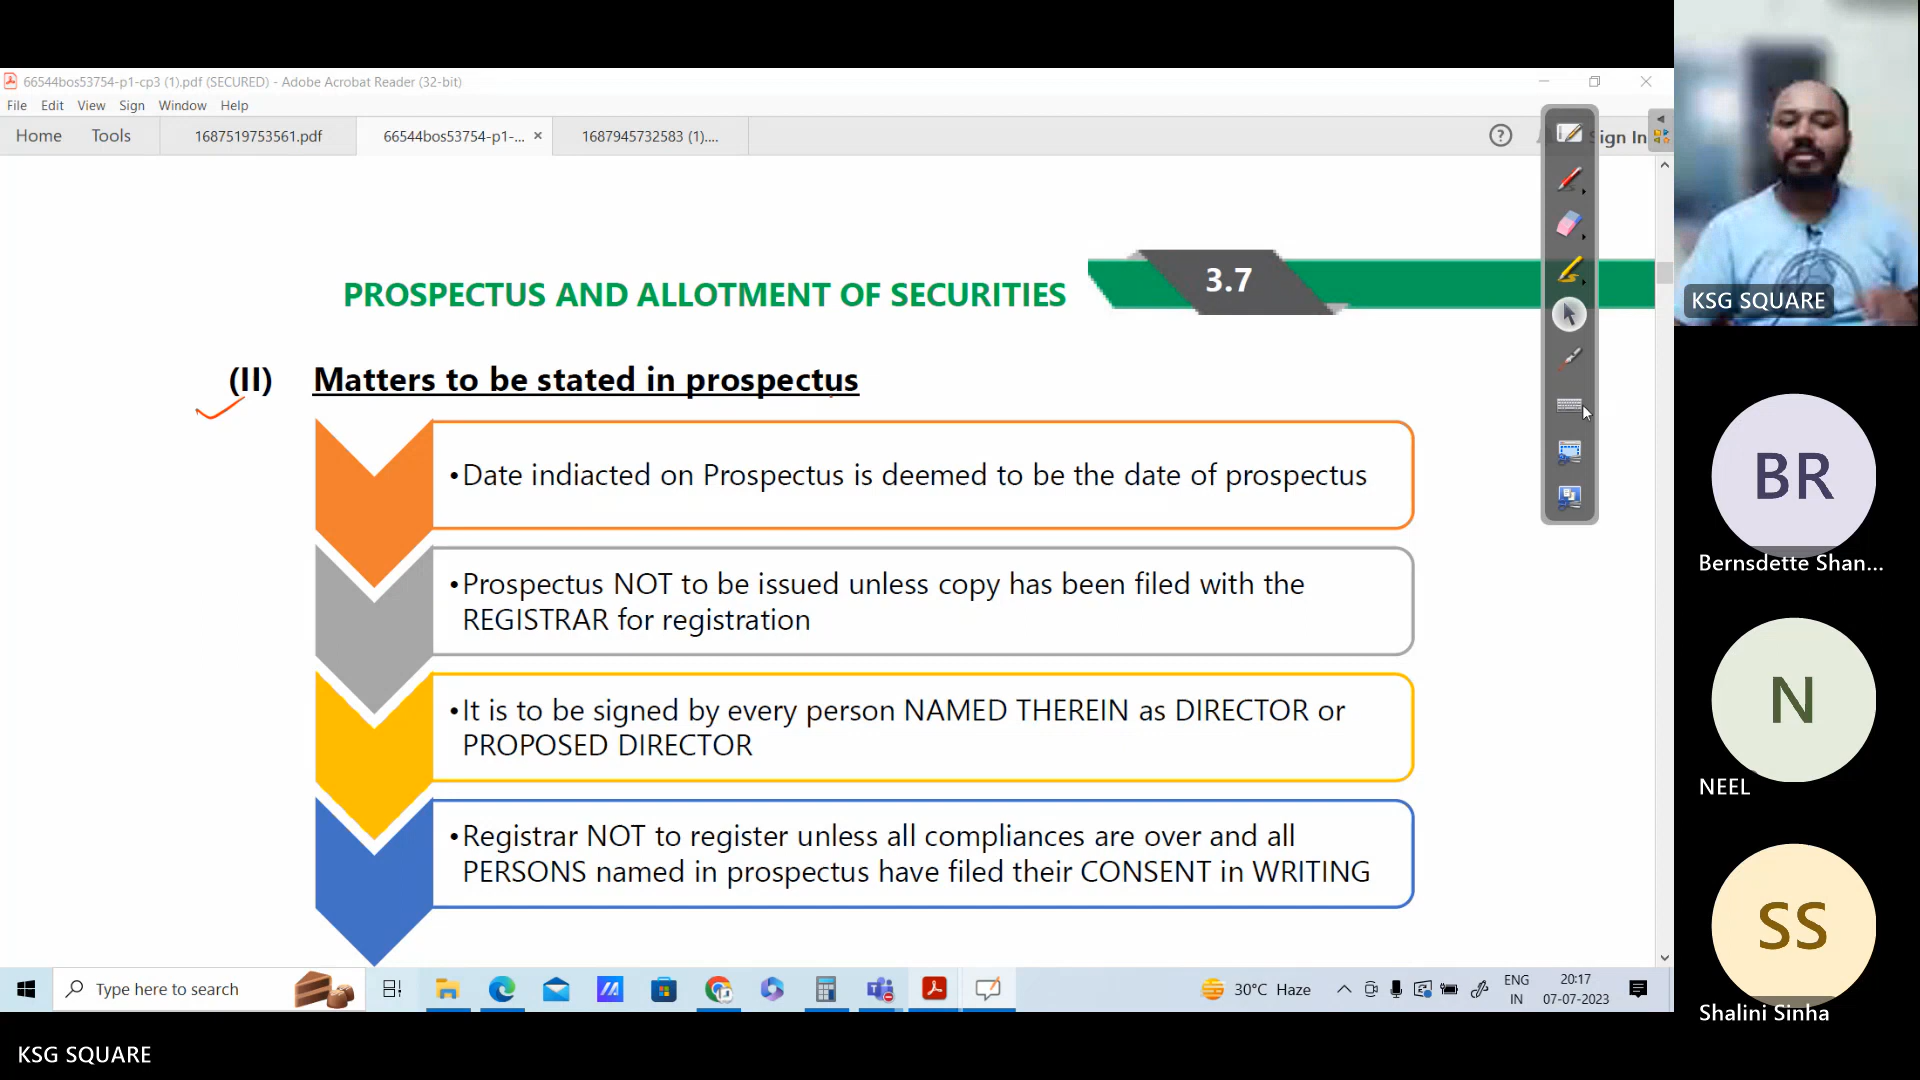 66544bos53754-p1-cp3 (1).pdf (SECURED) - Adobe Acrobat Reader (32-bit)
File Edit View Sign Window Help
Home Tools 1687519753561.pdf 66544bos53754-p1-... 1687945732583 (1).... Sign In
PROSPECTUS AND ALLOTMENT OF SECURITIES 3.7
(II) Matters to be stated in prospectus
•Date indiacted on Prospectus is deemed to be the date of prospectus
•Prospectus NOT to be issued unless copy has been filed with the
REGISTRAR for registration
•It is to be signed by every person NAMED THEREIN as DIRECTOR or
PROPOSED DIRECTOR
•Registrar NOT to register unless all compliances are over and all
PERSONS named in prospectus have filed their CONSENT in WRITING
Type here to search
30°C Haze
ENG
IN
20:17
07-07-2023
KSG SQUARE
KSG SQUARE
BR
Bernsdette Shan...
N
NEEL
SS
Shalini Sinha